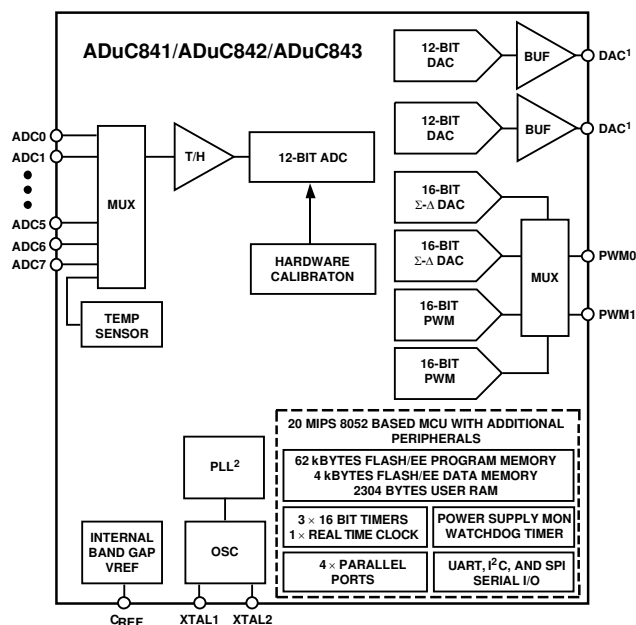 ADuC841/ADuC842/ADuC843
12-BIT
DAC
BUF
DAC¹
12-BIT
DAC
BUF
DAC¹
ADC0
ADC1
ADC5
ADC6
ADC7
MUX
T/H
12-BIT ADC
HARDWARE
CALIBRATON
TEMP
SENSOR
16-BIT
Σ-Δ DAC
16-BIT
Σ-Δ DAC
16-BIT
PWM
16-BIT
PWM
MUX
PWM0
PWM1
20 MIPS 8052 BASED MCU WITH ADDITIONAL
PERIPHERALS
62 kBYTES FLASH/EE PROGRAM MEMORY
4 kBYTES FLASH/EE DATA MEMORY
2304 BYTES USER RAM
3 × 16 BIT TIMERS
1 × REAL TIME CLOCK
POWER SUPPLY MON
WATCHDOG TIMER
4 × PARALLEL
PORTS
UART, I²C, AND SPI
SERIAL I/O
PLL²
INTERNAL
BAND GAP
VREF
OSC
CREF
XTAL1
XTAL2